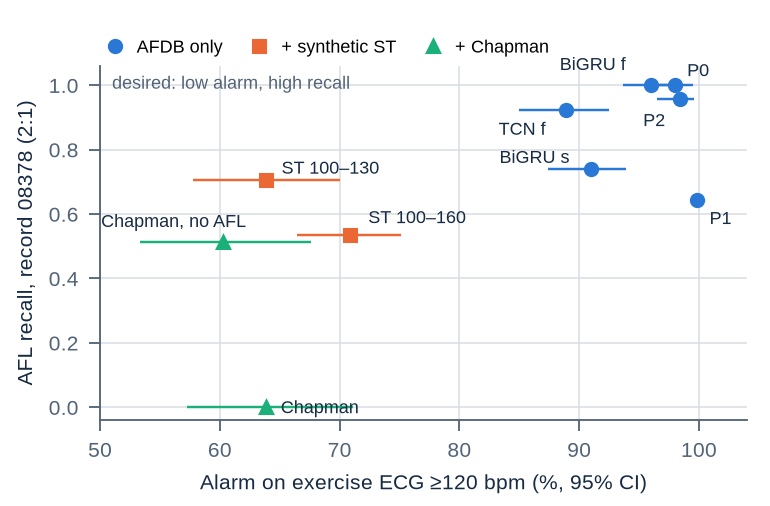 AFDB only
+ synthetic ST
+ Chapman
desired: low alarm, high recall
BiGRU f
P0
P2
TCN f
BiGRU s
P1
ST 100–130
ST 100–160
Chapman, no AFL
Chapman
AFL recall, record 08378 (2:1)
1.0
0.8
0.6
0.4
0.2
0.0
50
60
70
80
90
100
Alarm on exercise ECG ≥120 bpm (%, 95% CI)